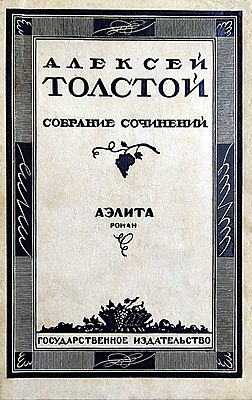 АЛЕКСЕЙ
ТОЛСТОЙ
СОБРАНИЕ СОЧИНЕНИЙ
АЭЛИТА
РОМАН
ГОСУДАРСТВЕННОЕ ИЗДАТЕЛЬСТВО